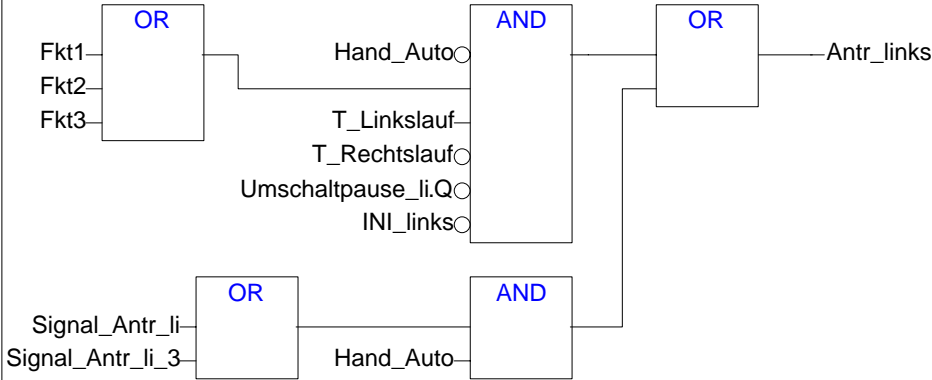 OR AND OR
Fkt1 Hand_Auto Antr_links
Fkt2
Fkt3 T_Linkslauf
T_Rechtslauf
Umschaltpause_li.Q
INI_links
OR AND
Signal_Antr_li
Signal_Antr_li_3 Hand_Auto